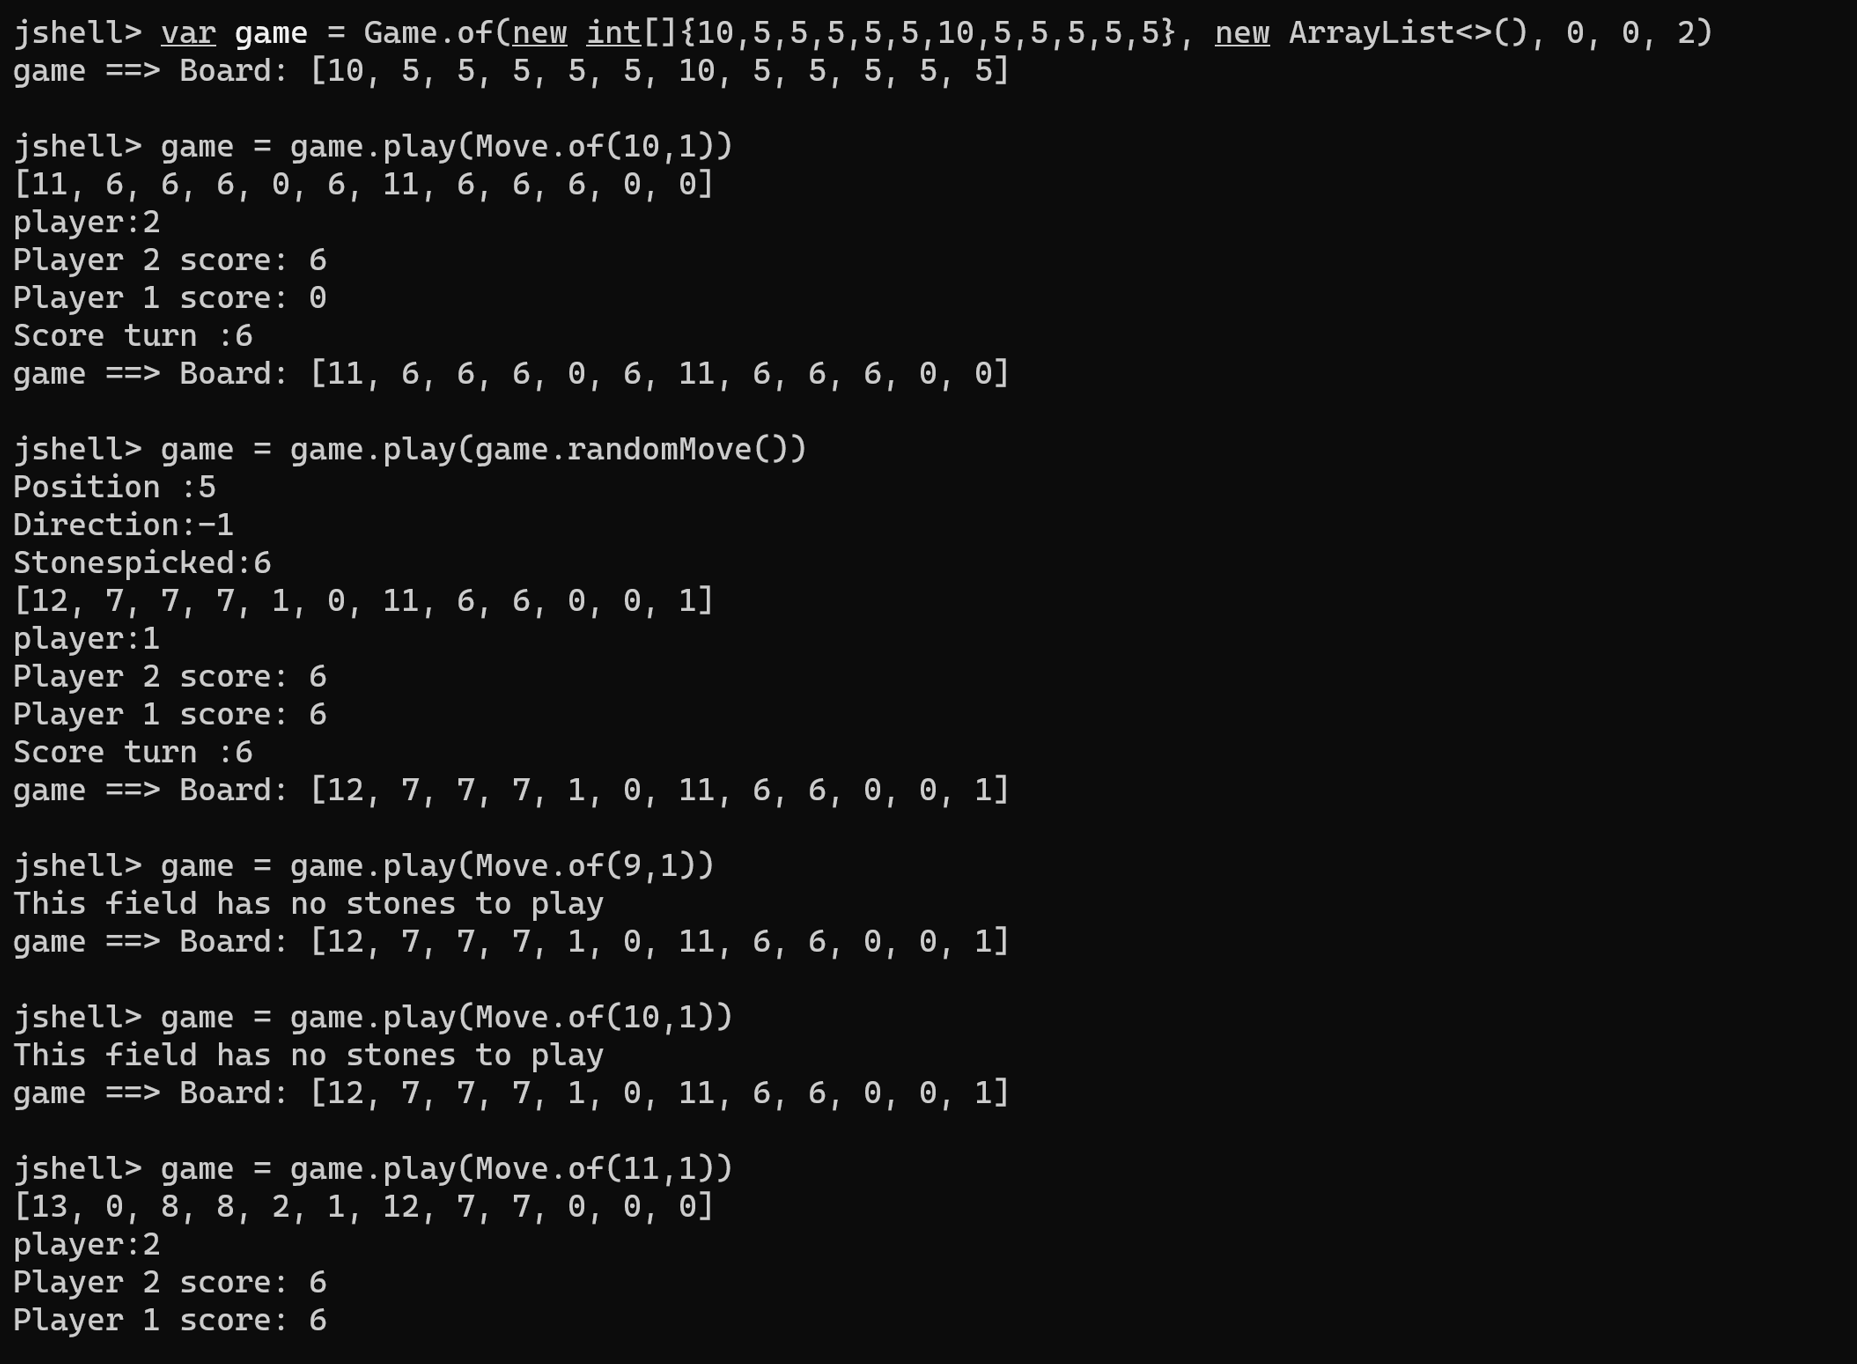 jshell> var game = Game.of(new int[]{10,5,5,5,5,5,10,5,5,5,5,5}, new ArrayList<>(), 0, 0, 2)
game ==> Board: [10, 5, 5, 5, 5, 5, 10, 5, 5, 5, 5, 5]
jshell> game = game.play(Move.of(10,1))
[11, 6, 6, 6, 0, 6, 11, 6, 6, 6, 0, 0]
player:2
Player 2 score: 6
Player 1 score: 0
Score turn :6
game ==> Board: [11, 6, 6, 6, 0, 6, 11, 6, 6, 6, 0, 0]
jshell> game = game.play(game.randomMove())
Position :5
Direction:-1
Stonespicked:6
[12, 7, 7, 7, 1, 0, 11, 6, 6, 0, 0, 1]
player:1
Player 2 score: 6
Player 1 score: 6
Score turn :6
game ==> Board: [12, 7, 7, 7, 1, 0, 11, 6, 6, 0, 0, 1]
jshell> game = game.play(Move.of(9,1))
This field has no stones to play
game ==> Board: [12, 7, 7, 7, 1, 0, 11, 6, 6, 0, 0, 1]
jshell> game = game.play(Move.of(10,1))
This field has no stones to play
game ==> Board: [12, 7, 7, 7, 1, 0, 11, 6, 6, 0, 0, 1]
jshell> game = game.play(Move.of(11,1))
[13, 0, 8, 8, 2, 1, 12, 7, 7, 0, 0, 0]
player:2
Player 2 score: 6
Player 1 score: 6